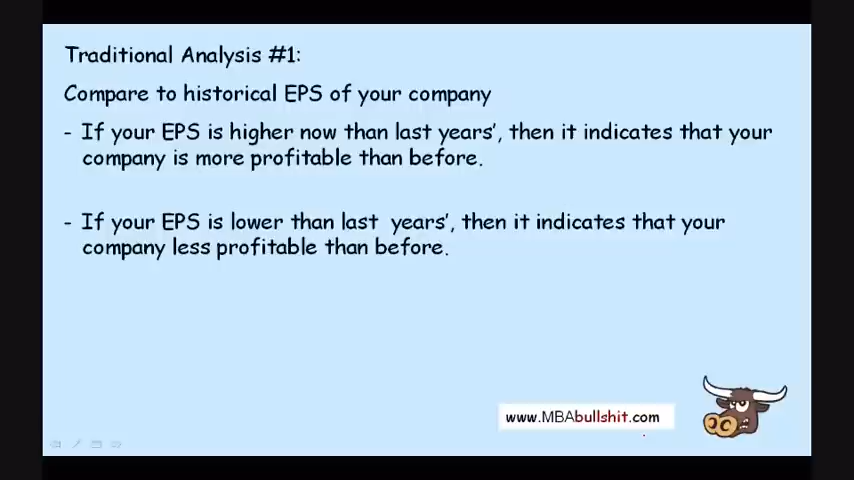 Traditional Analysis #1:
Compare to historical EPS of your company
- If your EPS is higher now than last years', then it indicates that your
company is more profitable than before.
- If your EPS is lower than last years', then it indicates that your
company less profitable than before.
www.MBAbullshit.com